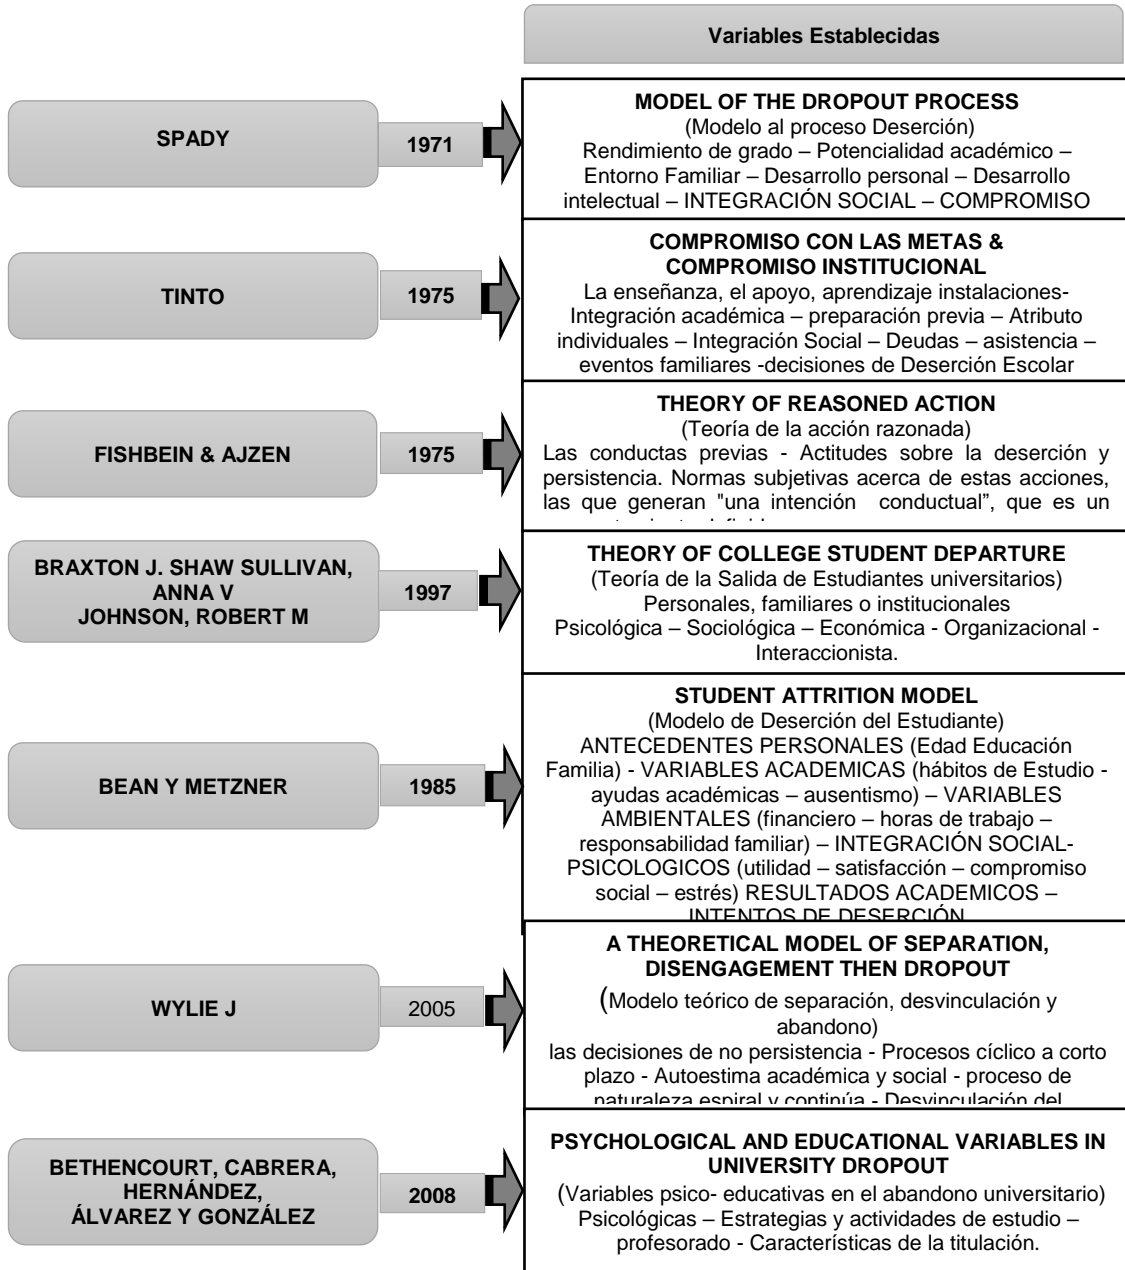 Variables Establecidas
SPADY
1971
MODEL OF THE DROPOUT PROCESS
(Modelo al proceso Deserción)
Rendimiento de grado – Potencialidad académico –
Entorno Familiar – Desarrollo personal – Desarrollo
intelectual – INTEGRACIÓN SOCIAL – COMPROMISO
TINTO
1975
COMPROMISO CON LAS METAS &
COMPROMISO INSTITUCIONAL
La enseñanza, el apoyo, aprendizaje instalaciones-
Integración académica – preparación previa – Atributo
individuales – Integración Social – Deudas – asistencia –
eventos familiares -decisiones de Deserción Escolar
FISHBEIN & AJZEN
1975
THEORY OF REASONED ACTION
(Teoría de la acción razonada)
Las conductas previas - Actitudes sobre la deserción y
persistencia. Normas subjetivas acerca de estas acciones,
las que generan "una intención conductual”, que es un
BRAXTON J. SHAW SULLIVAN,
ANNA V
JOHNSON, ROBERT M
1997
THEORY OF COLLEGE STUDENT DEPARTURE
(Teoría de la Salida de Estudiantes universitarios)
Personales, familiares o institucionales
Psicológica – Sociológica – Económica - Organizacional -
Interaccionista.
BEAN Y METZNER
1985
STUDENT ATTRITION MODEL
(Modelo de Deserción del Estudiante)
ANTECEDENTES PERSONALES (Edad Educación
Familia) - VARIABLES ACADEMICAS (hábitos de Estudio -
ayudas académicas – ausentismo) – VARIABLES
AMBIENTALES (financiero – horas de trabajo –
responsabilidad familiar) – INTEGRACIÓN SOCIAL-
PSICOLOGICOS (utilidad – satisfacción – compromiso
social – estrés) RESULTADOS ACADEMICOS –
INTENTOS DE DESERCIÓN
WYLIE J
2005
A THEORETICAL MODEL OF SEPARATION,
DISENGAGEMENT THEN DROPOUT
(Modelo teórico de separación, desvinculación y
abandono)
las decisiones de no persistencia - Procesos cíclico a corto
plazo - Autoestima académica y social - proceso de
naturaleza espiral y continúa - Desvinculación del
BETHENCOURT, CABRERA,
HERNÁNDEZ,
ÁLVAREZ Y GONZÁLEZ
2008
PSYCHOLOGICAL AND EDUCATIONAL VARIABLES IN
UNIVERSITY DROPOUT
(Variables psico- educativas en el abandono universitario)
Psicológicas – Estrategias y actividades de estudio –
profesorado - Características de la titulación.